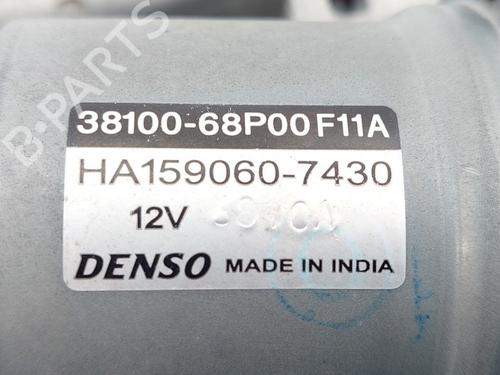 B-PARTS
38100-68P00 F11A
HA159060-7430
12V
DENSO MADE IN INDIA